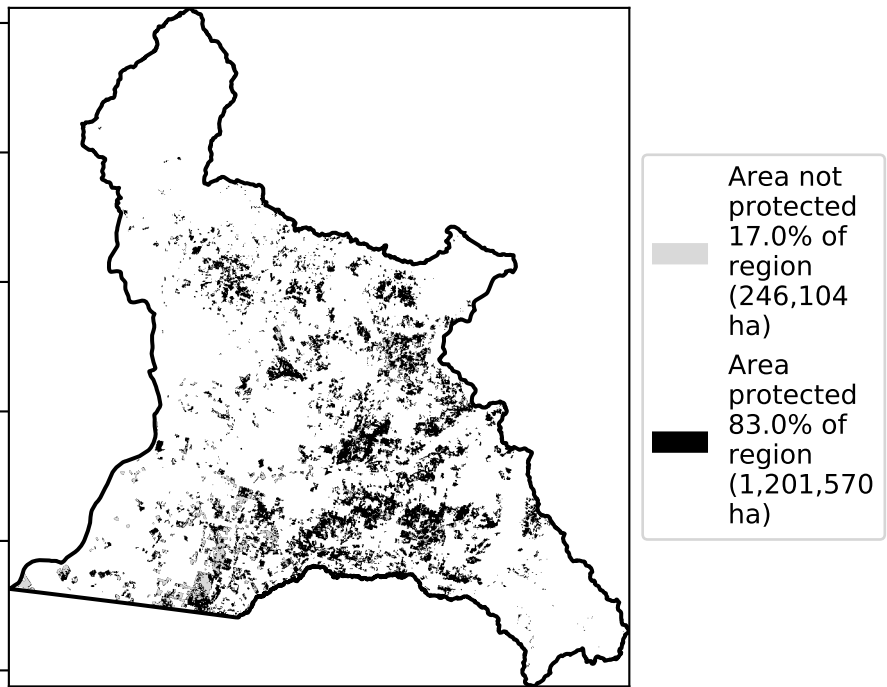 Area not
protected
17.0% of
region
(246,104
ha)
Area
protected
83.0% of
region
(1,201,570
ha)